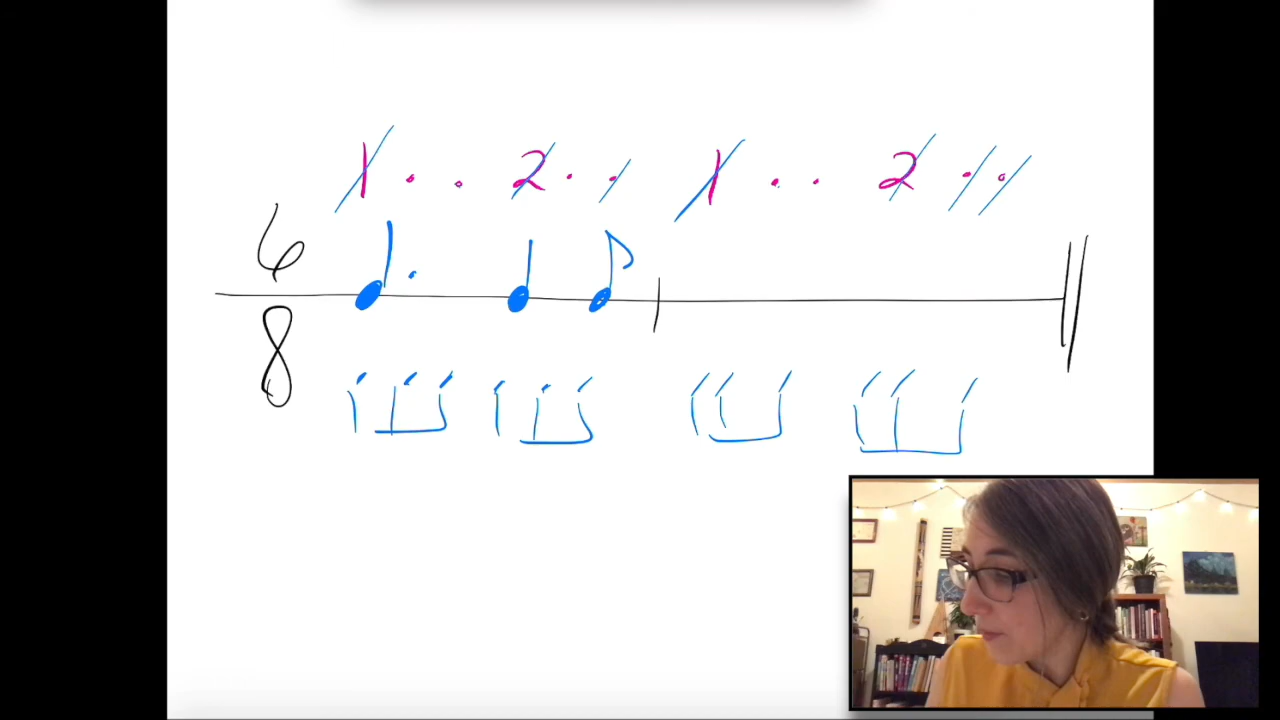 1 . . 2 . . 1 . . 2 . .
6
8